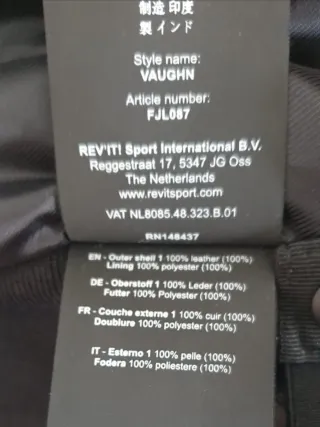 制造 印度
製 インド
Style name:
VAUGHN
Article number:
FJL087
REV'IT! Sport International B.V.
Reggestraat 17, 5347 JG Oss
The Netherlands
www.revitsport.com
VAT NL8085.48.323.B.01
RN148437
EN - Outer shell 1 100% leather (100%)
Lining 100% polyester (100%)
DE - Oberstoff 1 100% Leder (100%)
Futter 100% Polyester (100%)
FR - Couche externe 1 100% cuir (100%)
Doublure 100% polyester (100%)
IT - Esterno 1 100% pelle (100%)
Fodera 100% poliestere (100%)